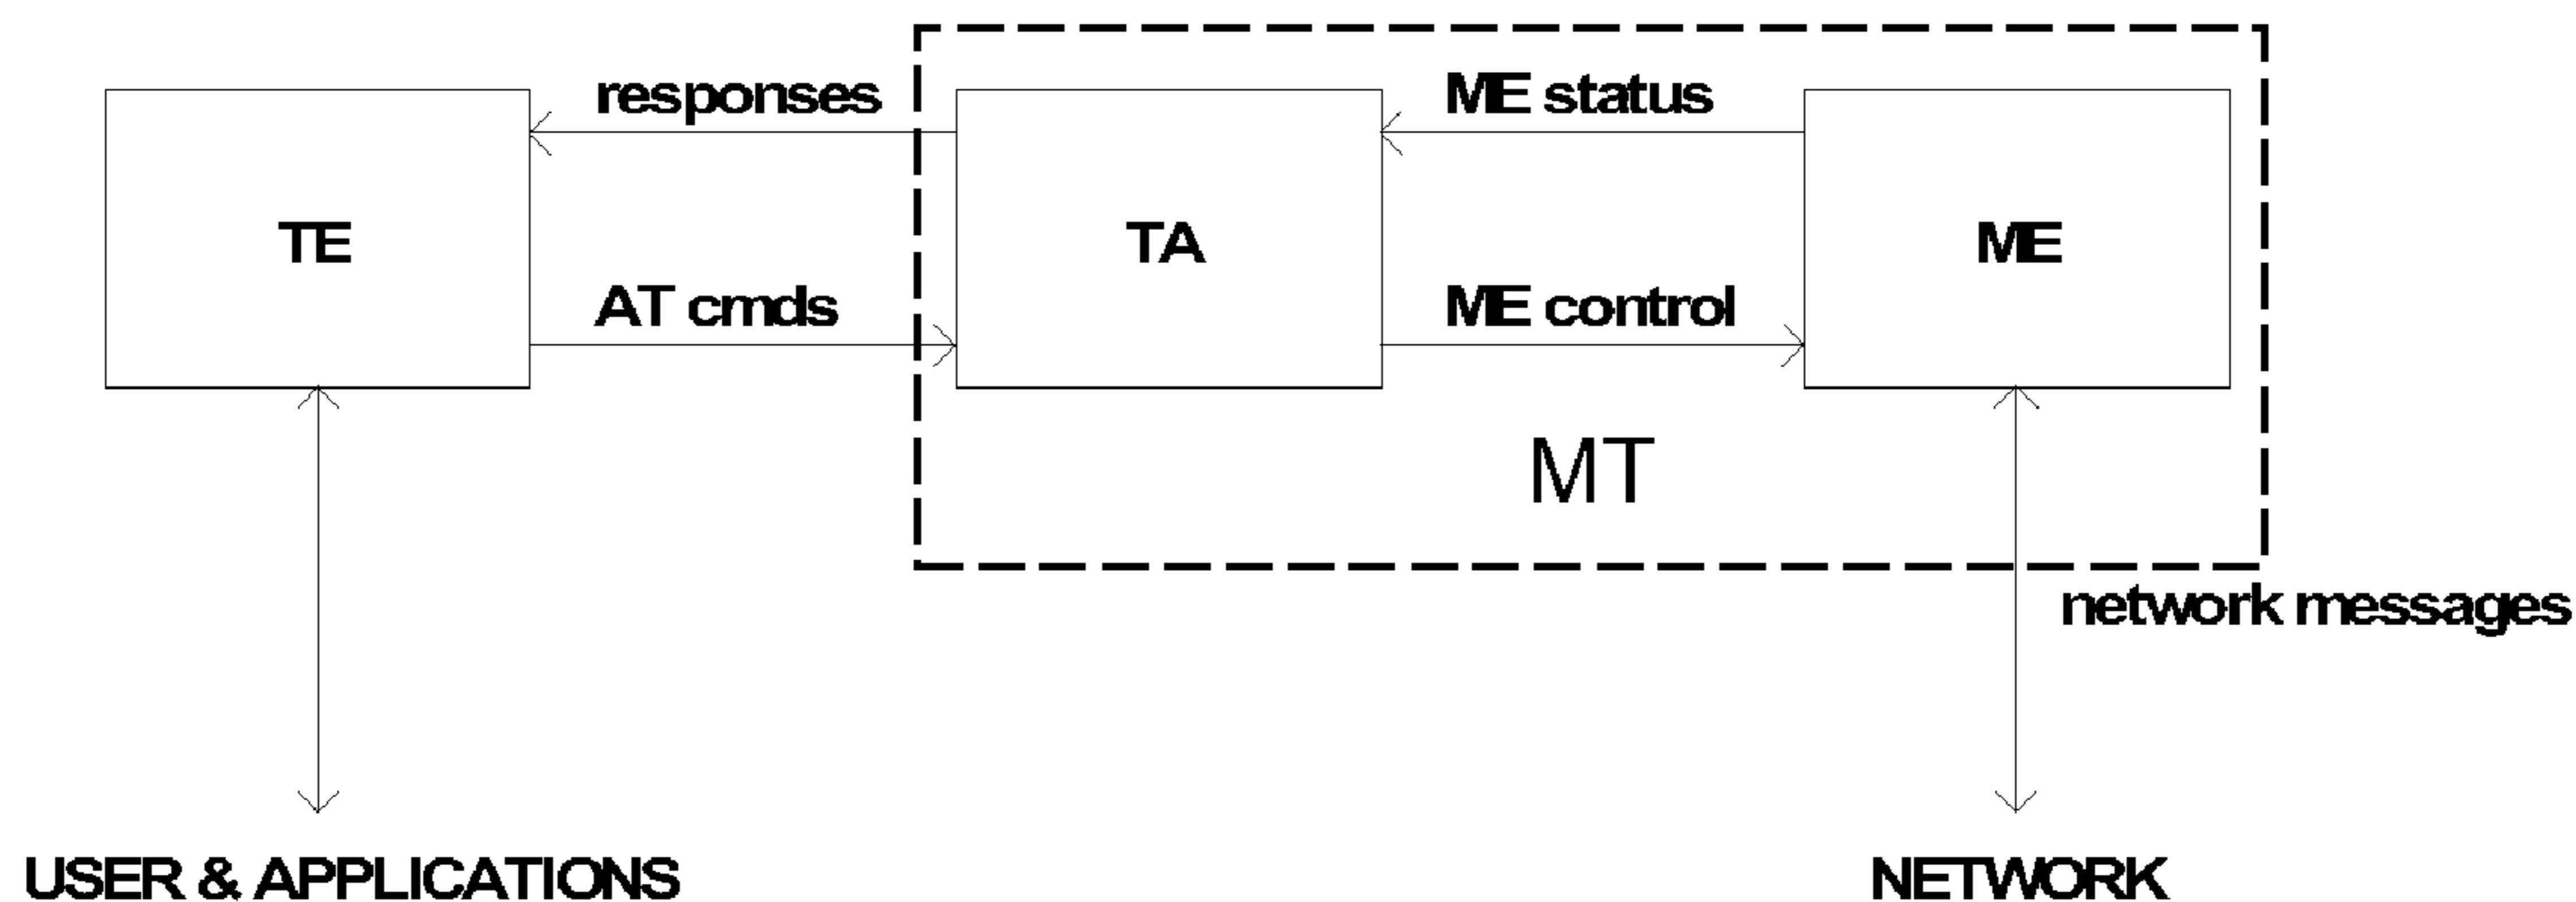 responses
ME status
TE
TA
ME
AT cmds
ME control
MT
network messages
USER & APPLICATIONS
NETWORK